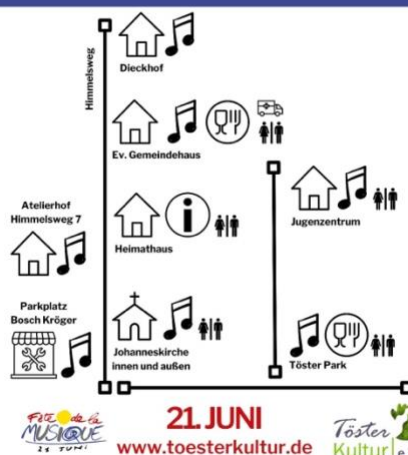 Himmelsweg
Dieckhof
Ev. Gemeindehaus
Atelierhof
Himmelsweg 7
Heimathaus
Jugenzentrum
Parkplatz
Bosch Kröger
Johanneskirche
innen und außen
Töster Park
Fête de la
MUSIQUE
21 JUNI
21. JUNI
www.toesterkultur.de
Töster
Kultur e